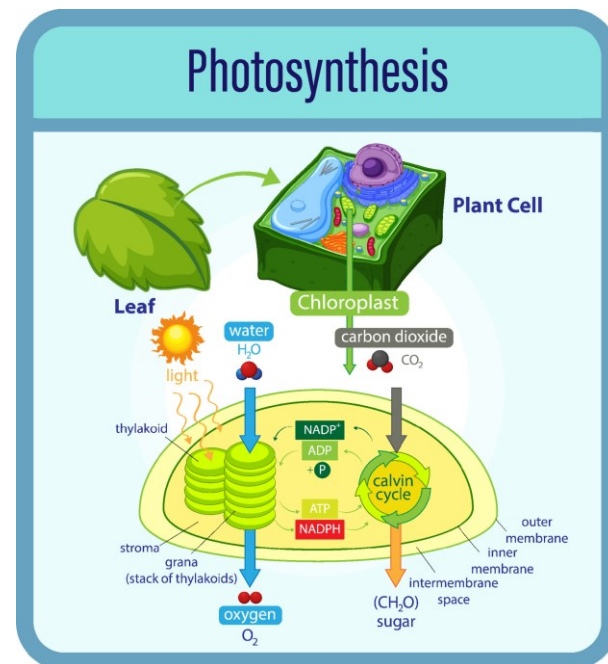 Photosynthesis
Plant Cell
Leaf
Chloroplast
water
H₂O
carbon dioxide
CO₂
light
thylakoid
NADP⁺
ADP
+ P
calvin
cycle
ATP
NADPH
stroma
grana
(stack of thylakoids)
outer
membrane
inner
membrane
intermembrane
space
oxygen
O₂
(CH₂O)
sugar